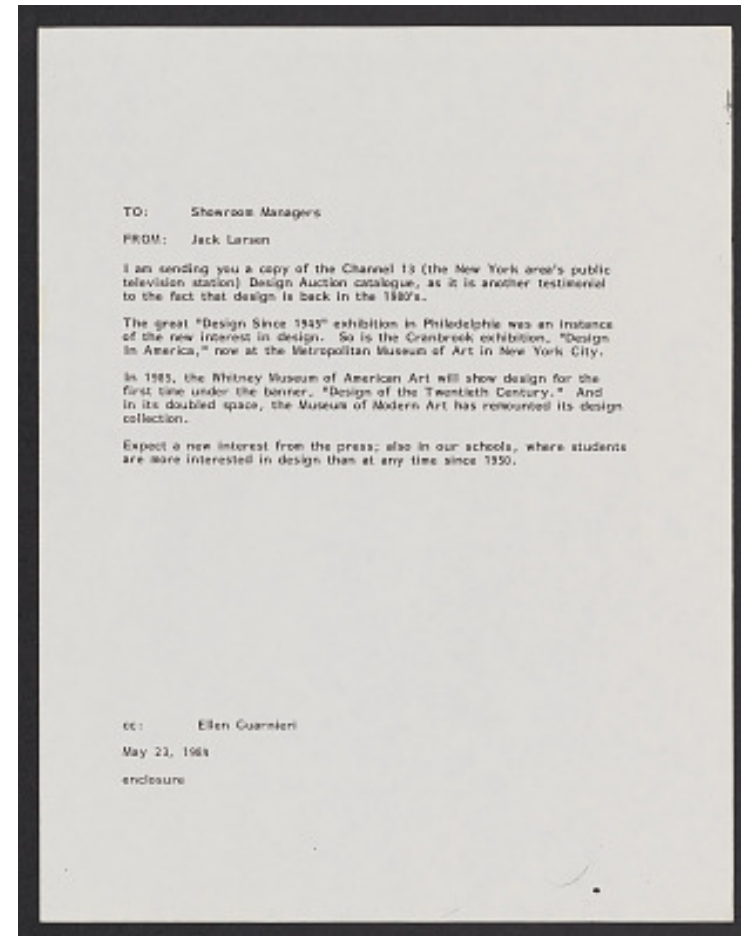 TO: Showroom Managers
FROM: Jack Larsen
I am sending you a copy of the Channel 13 (the New York area's public
television station) Design Auction catalogue, as it is another testimonial
to the fact that design is back in the 1980's.
The great "Design Since 1945" exhibition in Philadelphia was an instance
of the new interest in design. So is the Cranbrook exhibition, "Design
in America," now at the Metropolitan Museum of Art in New York City.
In 1985, the Whitney Museum of American Art will show design for the
first time under the banner, "Design of the Twentieth Century." And
in its doubled space, the Museum of Modern Art has remounted its design
collection.
Expect a new interest from the press; also in our schools, where students
are more interested in design than at any time since 1950.
cc: Ellen Guarnieri
May 23, 1984
enclosure